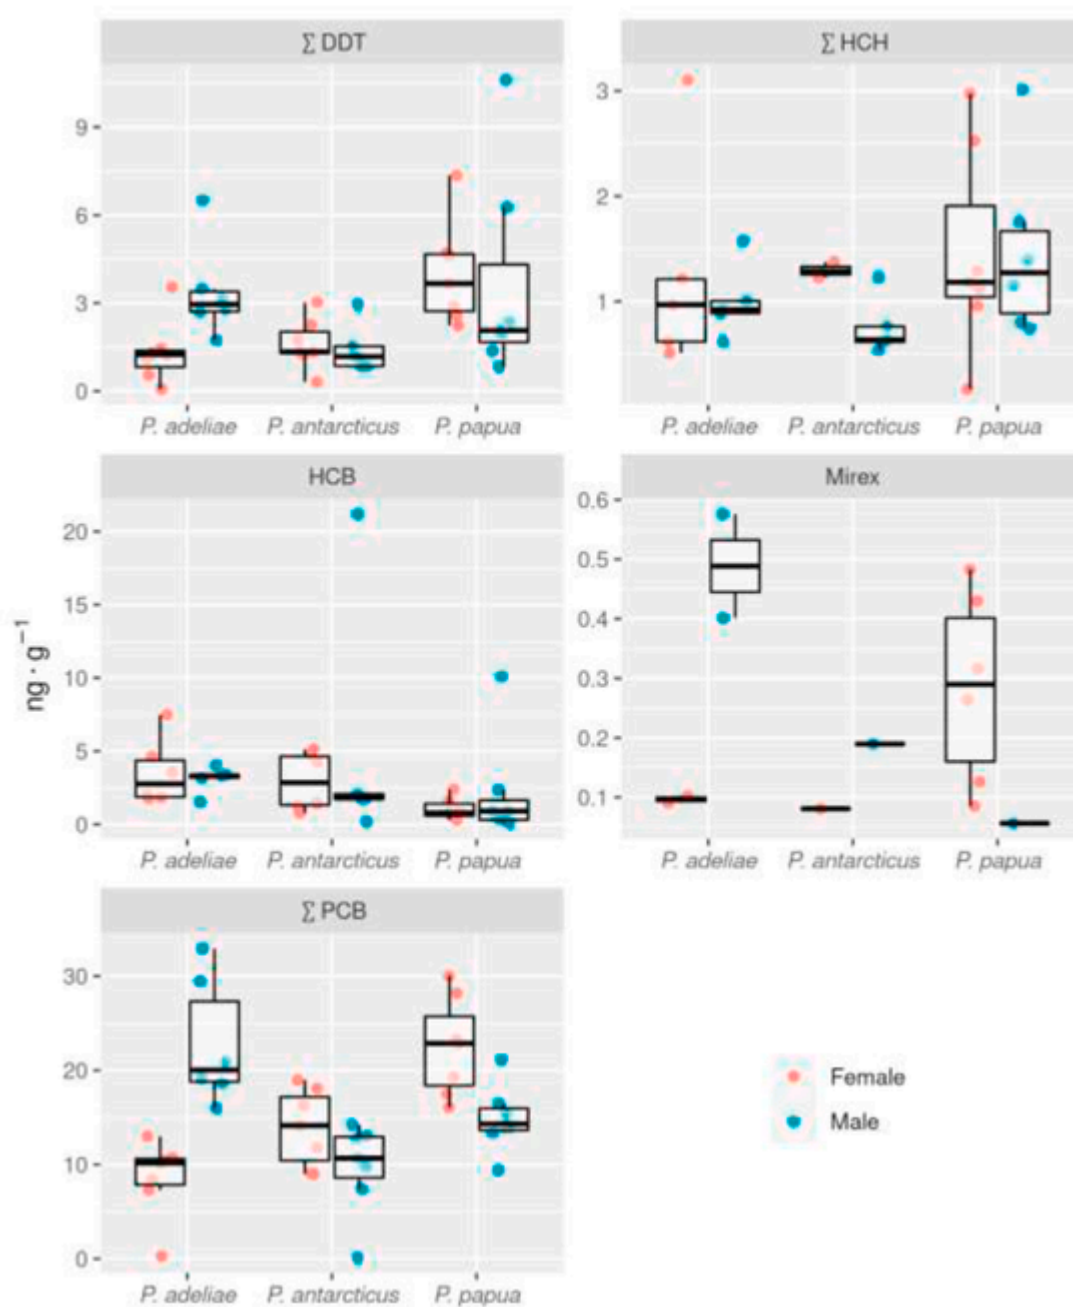 ∑ DDT
∑ HCH
9
6
3
0
3
2
1
P. adeliae P. antarcticus P. papua
P. adeliae P. antarcticus P. papua
HCB
Mirex
ng · g⁻¹
20
15
10
5
0
0.6
0.5
0.4
0.3
0.2
0.1
P. adeliae P. antarcticus P. papua
P. adeliae P. antarcticus P. papua
∑ PCB
30
20
10
0
P. adeliae P. antarcticus P. papua
Female
Male